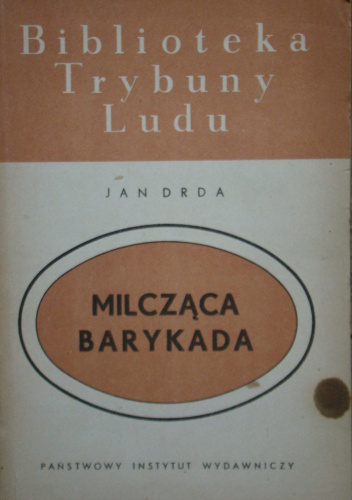 Biblioteka
Trybuny
Ludu
JAN DRDA
MILCZĄCA
BARYKADA
PAŃSTWOWY INSTYTUT WYDAWNICZY